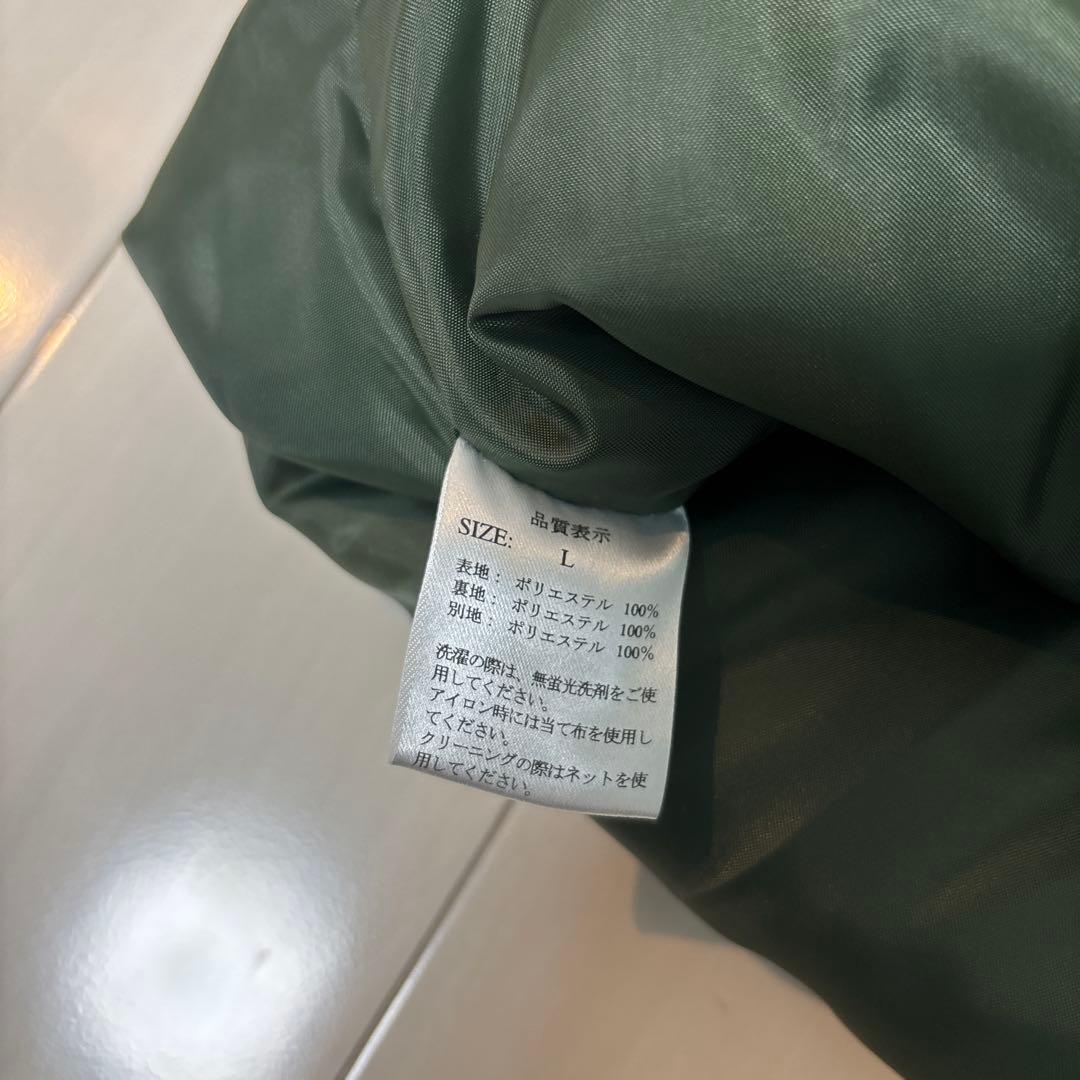 品質表示
SIZE: L
表地： ポリエステル 100%
裏地： ポリエステル 100%
別地： ポリエステル 100%
洗濯の際は、無蛍光洗剤をご使
用してください。
アイロン時には当て布を使用し
てください。
クリーニングの際はネットを使
用してください。